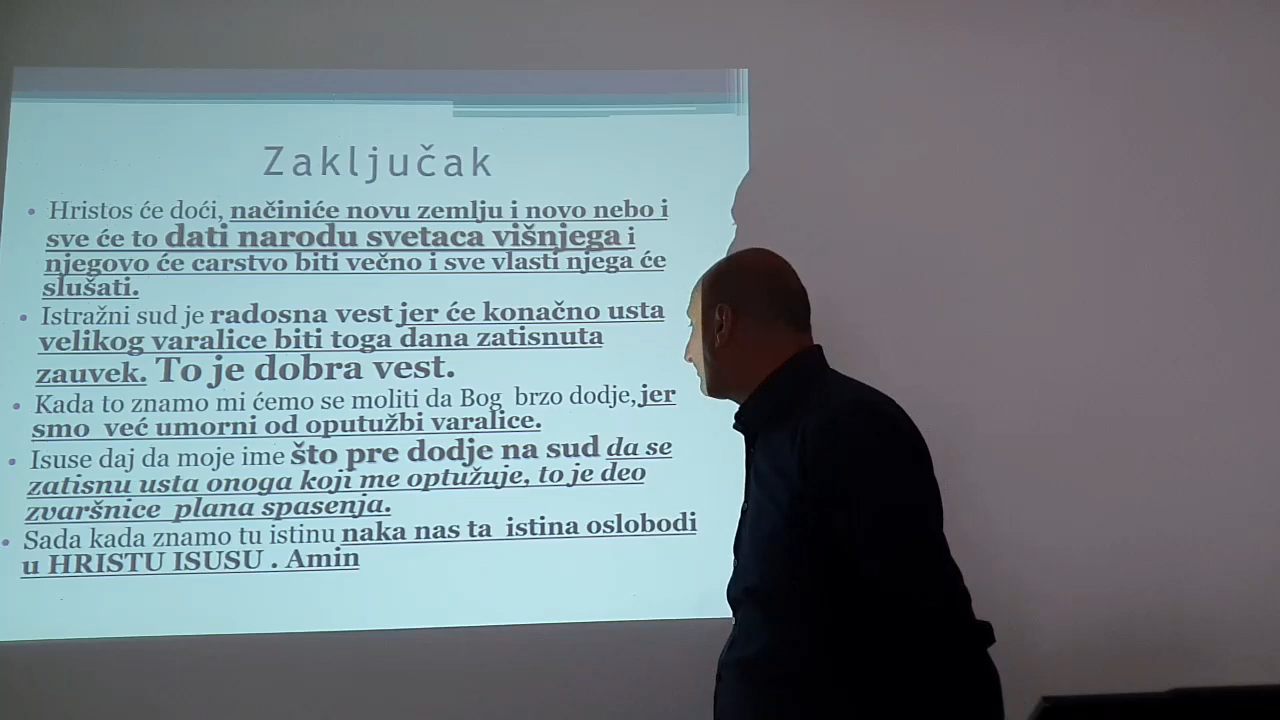 Zaključak
Hristos će doći, načiniće novu zemlju i novo nebo i
sve će to dati narodu svetaca višnjega i
njegovo će carstvo biti večno i sve vlasti njega će
slušati.
Istražni sud je radosna vest jer će konačno usta
velikog varalice biti toga dana zatisnuta
zauvek. To je dobra vest.
Kada to znamo mi ćemo se moliti da Bog brzo dodje, jer
smo već umorni od oputužbi varalice.
Isuse daj da moje ime što pre dodje na sud da se
zatisnu usta onoga koji me optužuje, to je deo
zvaršnice plana spasenja.
Sada kada znamo tu istinu naka nas ta istina oslobodi
u HRISTU ISUSU . Amin